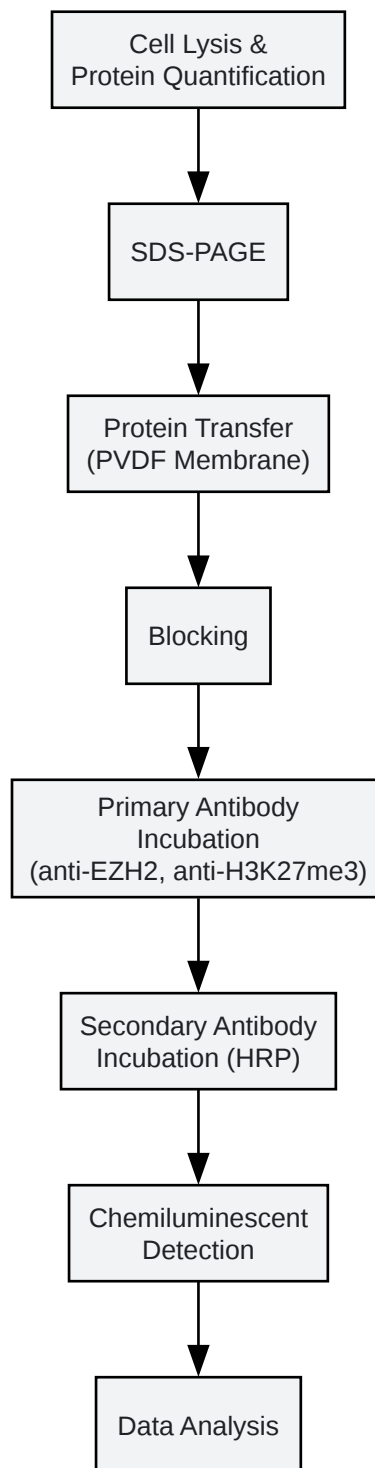 Cell Lysis &
Protein Quantification
SDS-PAGE
Protein Transfer
(PVDF Membrane)
Blocking
Primary Antibody
Incubation
(anti-EZH2, anti-H3K27me3)
Secondary Antibody
Incubation (HRP)
Chemiluminescent
Detection
Data Analysis